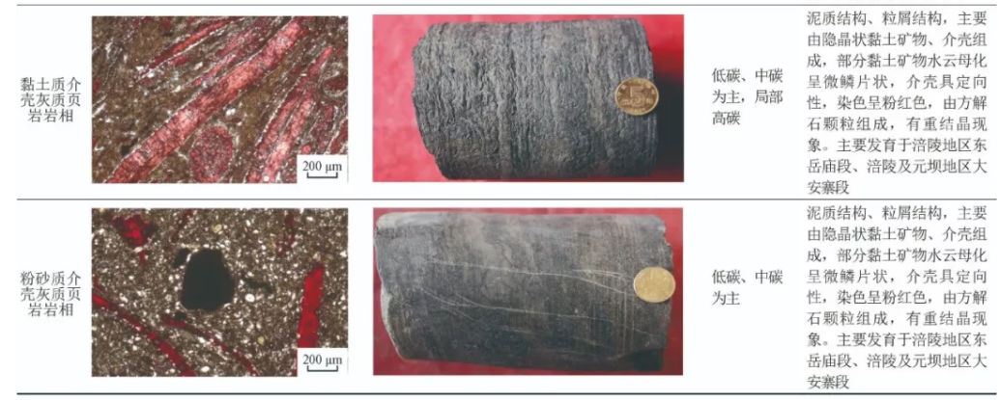 黏土质介
壳灰质页
岩岩相
200 μm
低碳、中碳
为主，局部
高碳
泥质结构、粒屑结构，主要
由隐晶状黏土矿物、介壳组
成，部分黏土矿物水云母化
呈微鳞片状，介壳具定向
性，染色呈粉红色，由方解
石颗粒组成，有重结晶现
象。主要发育于涪陵地区东
岳庙段、涪陵及元坝地区大
安寨段
粉砂质介
壳灰质页
岩岩相
200 μm
低碳、中碳
为主
泥质结构、粒屑结构，主要
由隐晶状黏土矿物、介壳组
成，部分黏土矿物水云母化
呈微鳞片状，介壳具定向
性，染色呈粉红色，由方解
石颗粒组成，有重结晶现
象。主要发育于涪陵地区东
岳庙段、涪陵及元坝地区大
安寨段